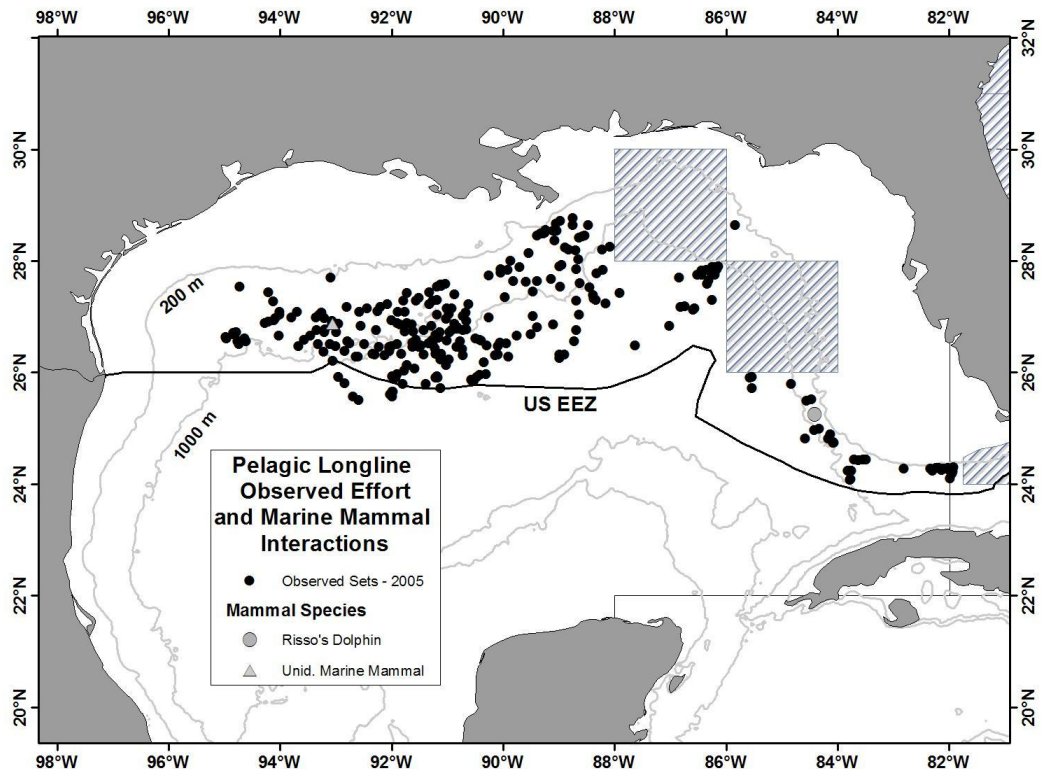 98°W 96°W 94°W 92°W 90°W 88°W 86°W 84°W 82°W
32°N
30°N 30°N
28°N 28°N
200 m
26°N 26°N
US EEZ
1000 m
24°N 24°N
Pelagic Longline
Observed Effort
and Marine Mammal
Interactions
Observed Sets - 2005
Mammal Species
Risso's Dolphin
Unid. Marine Mammal
22°N 22°N
20°N 20°N
98°W 96°W 94°W 92°W 90°W 88°W 86°W 84°W 82°W